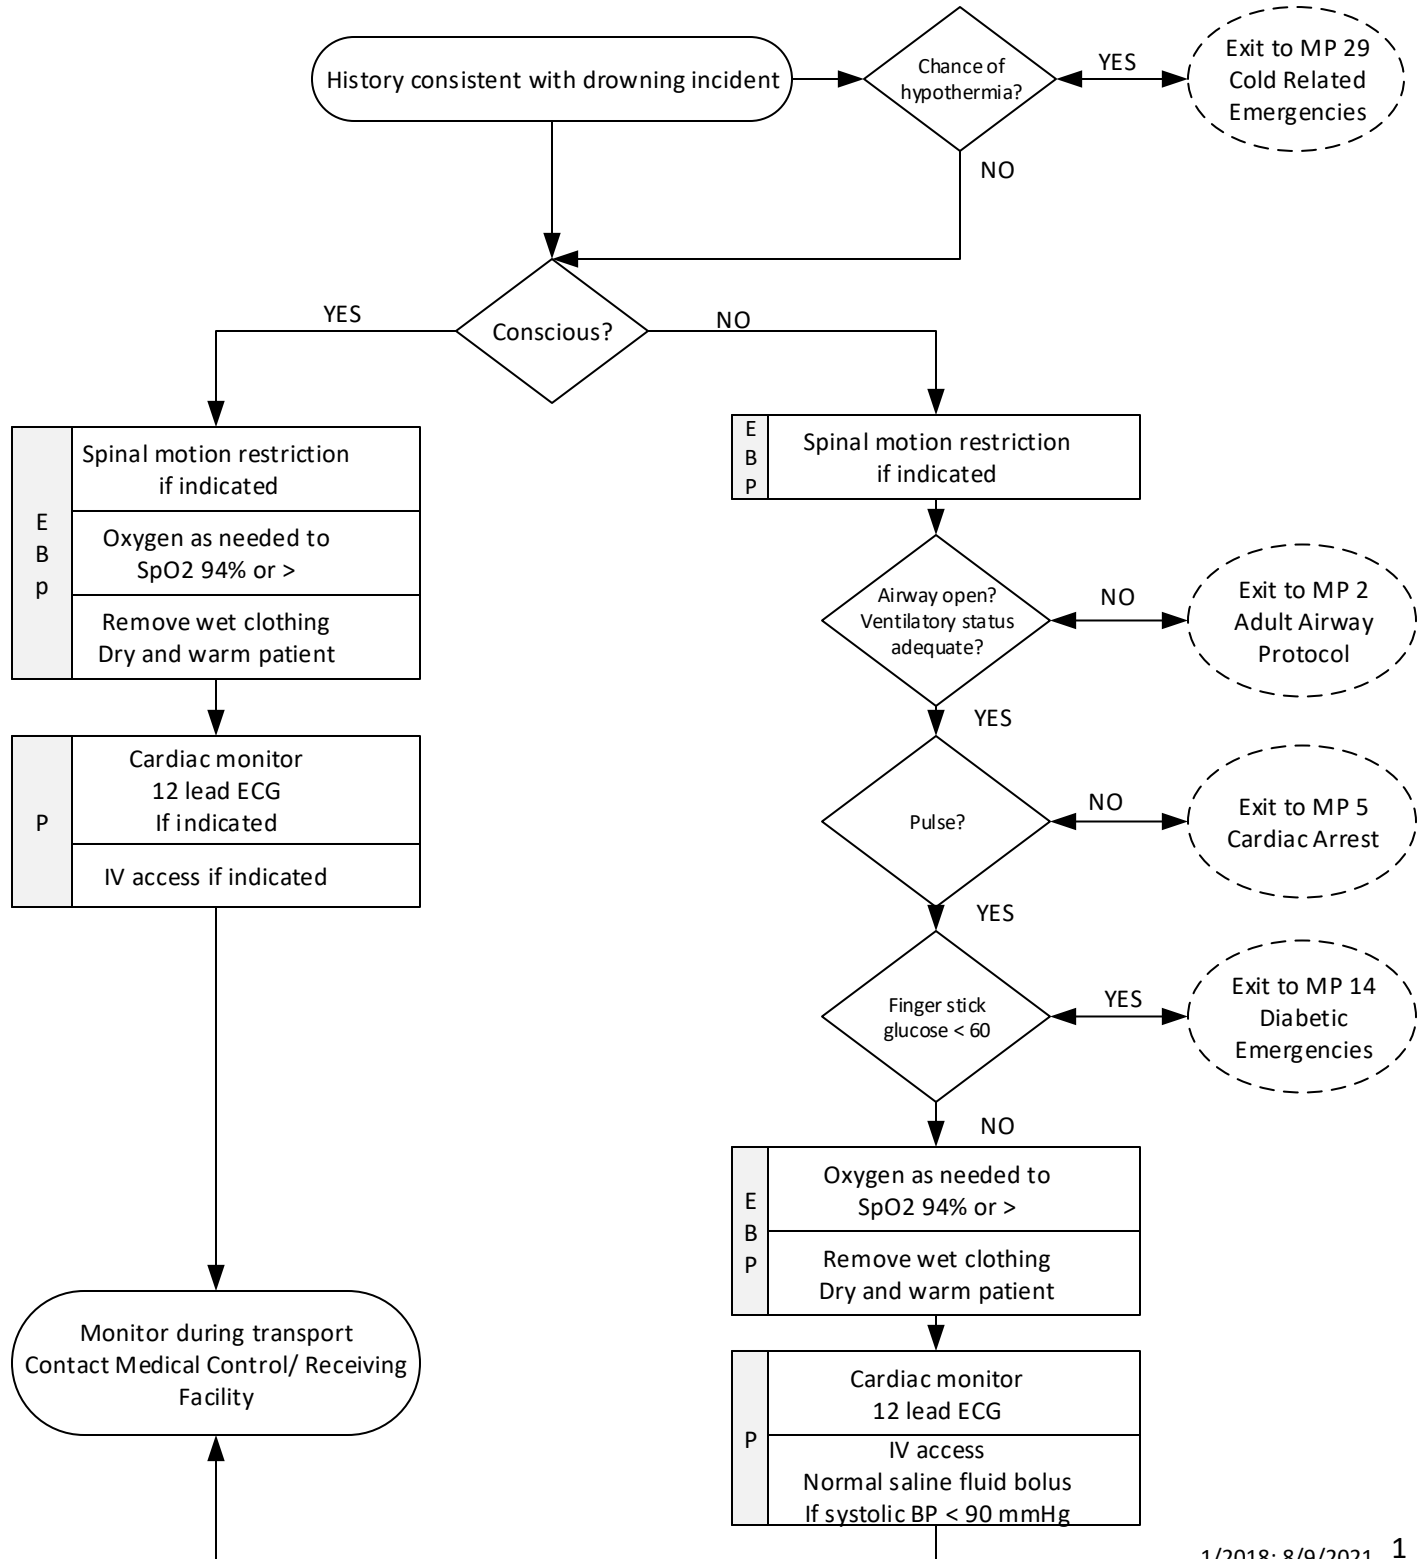 History consistent with drowning incident
Chance of
hypothermia?
YES
Exit to MP 29
Cold Related
Emergencies
NO
Conscious?
YES
NO
E
B
p
Spinal motion restriction
if indicated
Oxygen as needed to
SpO2 94% or >
Remove wet clothing
Dry and warm patient
P
Cardiac monitor
12 lead ECG
If indicated
IV access if indicated
E
B
P
Spinal motion restriction
if indicated
Airway open?
Ventilatory status
adequate?
NO
Exit to MP 2
Adult Airway
Protocol
YES
Pulse?
NO
Exit to MP 5
Cardiac Arrest
YES
Finger stick
glucose < 60
YES
Exit to MP 14
Diabetic
Emergencies
NO
E
B
P
Oxygen as needed to
SpO2 94% or >
Remove wet clothing
Dry and warm patient
P
Cardiac monitor
12 lead ECG
IV access
Normal saline fluid bolus
If systolic BP < 90 mmHg
Monitor during transport
Contact Medical Control/ Receiving
Facility
1/2018; 8/9/2021 1